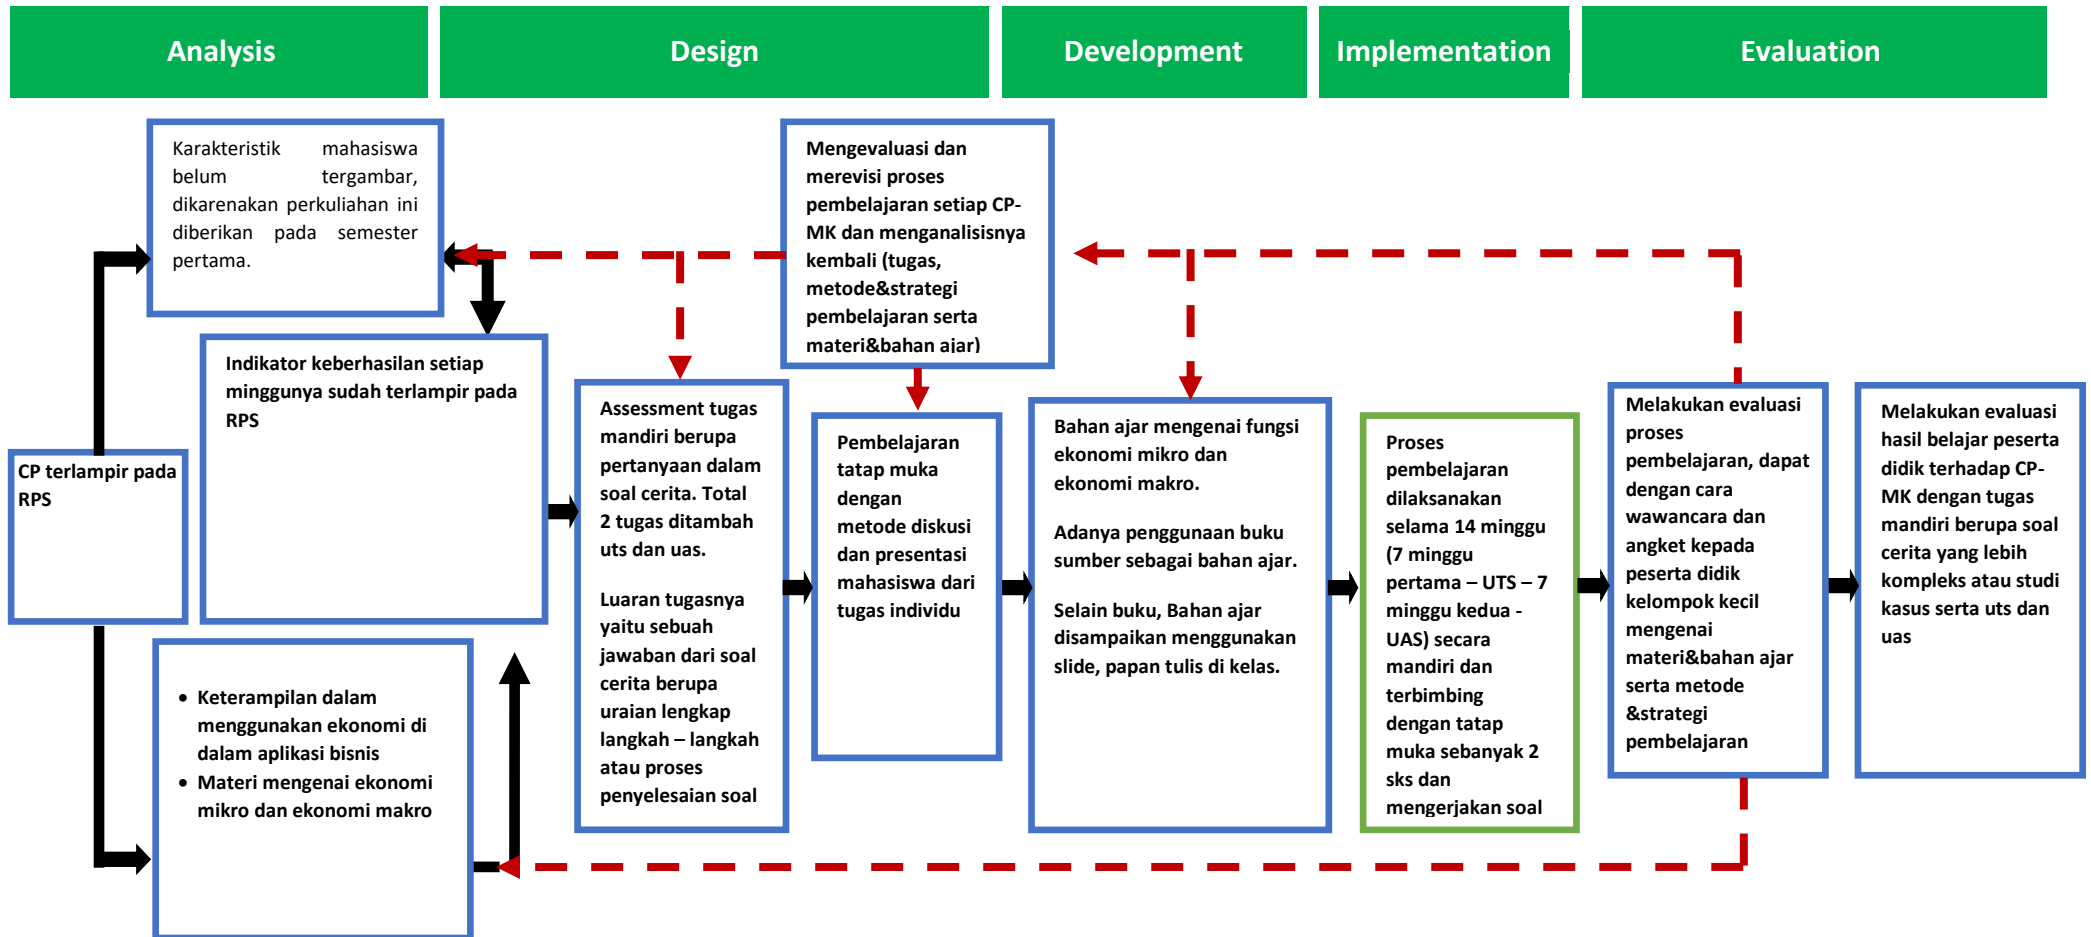 Analysis
Design
Development
Implementation
Evaluation
Karakteristik mahasiswa
belum tergambar,
dikarenakan perkuliahan ini
diberikan pada semester
pertama.
Mengevaluasi dan
merevisi proses
pembelajaran setiap CP-
MK dan menganalisisnya
kembali (tugas,
metode&strategi
pembelajaran serta
materi&bahan ajar)
Indikator keberhasilan setiap
minggunya sudah terlampir pada
RPS
CP terlampir pada
RPS
• Keterampilan dalam
menggunakan ekonomi di
dalam aplikasi bisnis
• Materi mengenai ekonomi
mikro dan ekonomi makro
Assessment tugas
mandiri berupa
pertanyaan dalam
soal cerita. Total
2 tugas ditambah
uts dan uas.
Luaran tugasnya
yaitu sebuah
jawaban dari soal
cerita berupa
uraian lengkap
langkah – langkah
atau proses
penyelesaian soal
Pembelajaran
tatap muka
dengan
metode diskusi
dan presentasi
mahasiswa dari
tugas individu
Bahan ajar mengenai fungsi
ekonomi mikro dan
ekonomi makro.
Adanya penggunaan buku
sumber sebagai bahan ajar.
Selain buku, Bahan ajar
disampaikan menggunakan
slide, papan tulis di kelas.
Proses
pembelajaran
dilaksanakan
selama 14 minggu
(7 minggu
pertama – UTS – 7
minggu kedua -
UAS) secara
mandiri dan
terbimbing
dengan tatap
muka sebanyak 2
sks dan
mengerjakan soal
Melakukan evaluasi
proses
pembelajaran, dapat
dengan cara
wawancara dan
angket kepada
peserta didik
kelompok kecil
mengenai
materi&bahan ajar
serta metode
&strategi
pembelajaran
Melakukan evaluasi
hasil belajar peserta
didik terhadap CP-
MK dengan tugas
mandiri berupa soal
cerita yang lebih
kompleks atau studi
kasus serta uts dan
uas